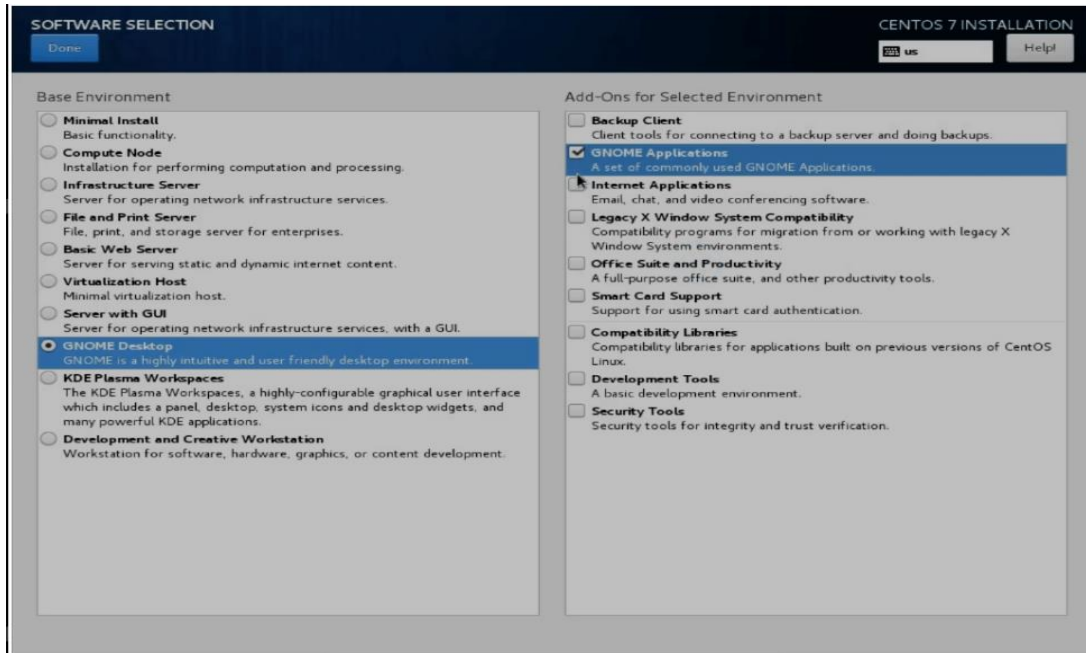 SOFTWARE SELECTION
Done
CENTOS 7 INSTALLATION
us
Help!
Base Environment
Minimal Install
Basic functionality.
Compute Node
Installation for performing computation and processing.
Infrastructure Server
Server for operating network infrastructure services.
File and Print Server
File, print, and storage server for enterprises.
Basic Web Server
Server for serving static and dynamic internet content.
Virtualization Host
Minimal virtualization host.
Server with GUI
Server for operating network infrastructure services, with a GUI.
GNOME Desktop
GNOME is a highly intuitive and user friendly desktop environment.
KDE Plasma Workspaces
The KDE Plasma Workspaces, a highly-configurable graphical user interface
which includes a panel, desktop, system icons and desktop widgets, and
many powerful KDE applications.
Development and Creative Workstation
Workstation for software, hardware, graphics, or content development.
Add-Ons for Selected Environment
Backup Client
Client tools for connecting to a backup server and doing backups.
GNOME Applications
A set of commonly used GNOME Applications.
Internet Applications
Email, chat, and video conferencing software.
Legacy X Window System Compatibility
Compatibility programs for migration from or working with legacy X
Window System environments.
Office Suite and Productivity
A full-purpose office suite, and other productivity tools.
Smart Card Support
Support for using smart card authentication.
Compatibility Libraries
Compatibility libraries for applications built on previous versions of CentOS
Linux.
Development Tools
A basic development environment.
Security Tools
Security tools for integrity and trust verification.